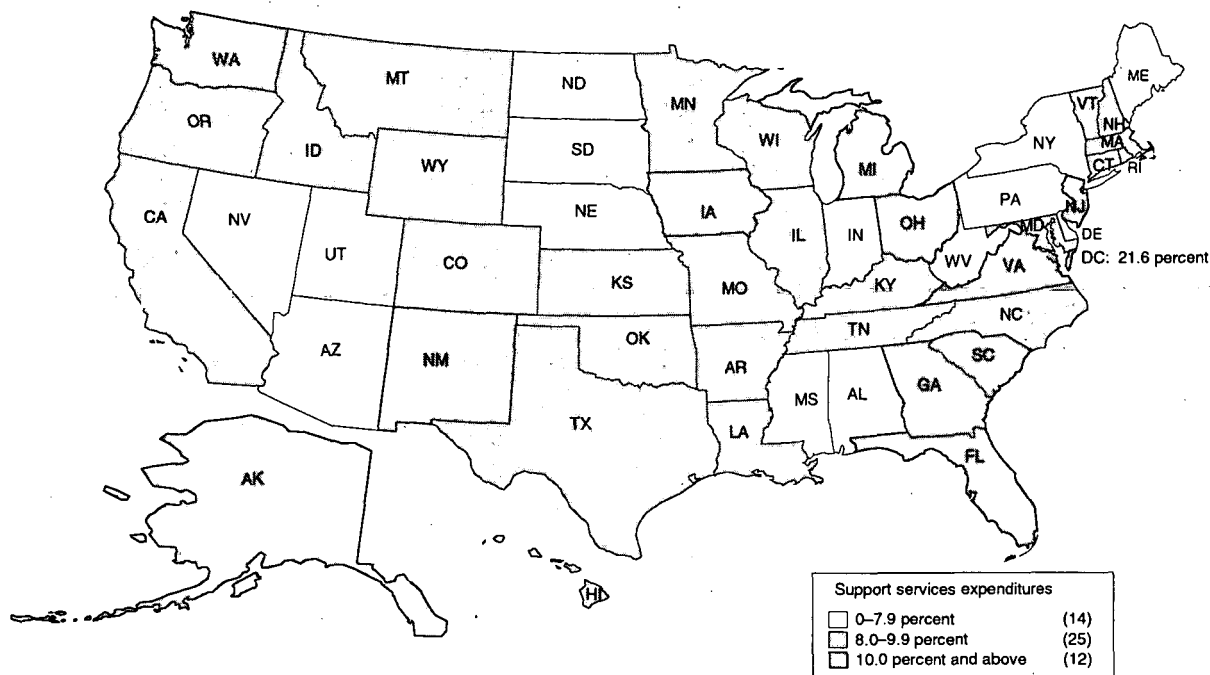 WA
MT
ND
MN
ME
VT
NH
OR
ID
SD
WI
NY
MA
WY
MI
CT
RI
CA
NV
NE
IA
PA
NJ
UT
CO
IL
IN
OH
MD
DE
KS
MO
WV
VA
DC: 21.6 percent
KY
AZ
NM
OK
TN
NC
AR
SC
TX
MS
AL
GA
LA
FL
AK
HI
Support services expenditures
0–7.9 percent (14)
8.0–9.9 percent (25)
10.0 percent and above (12)